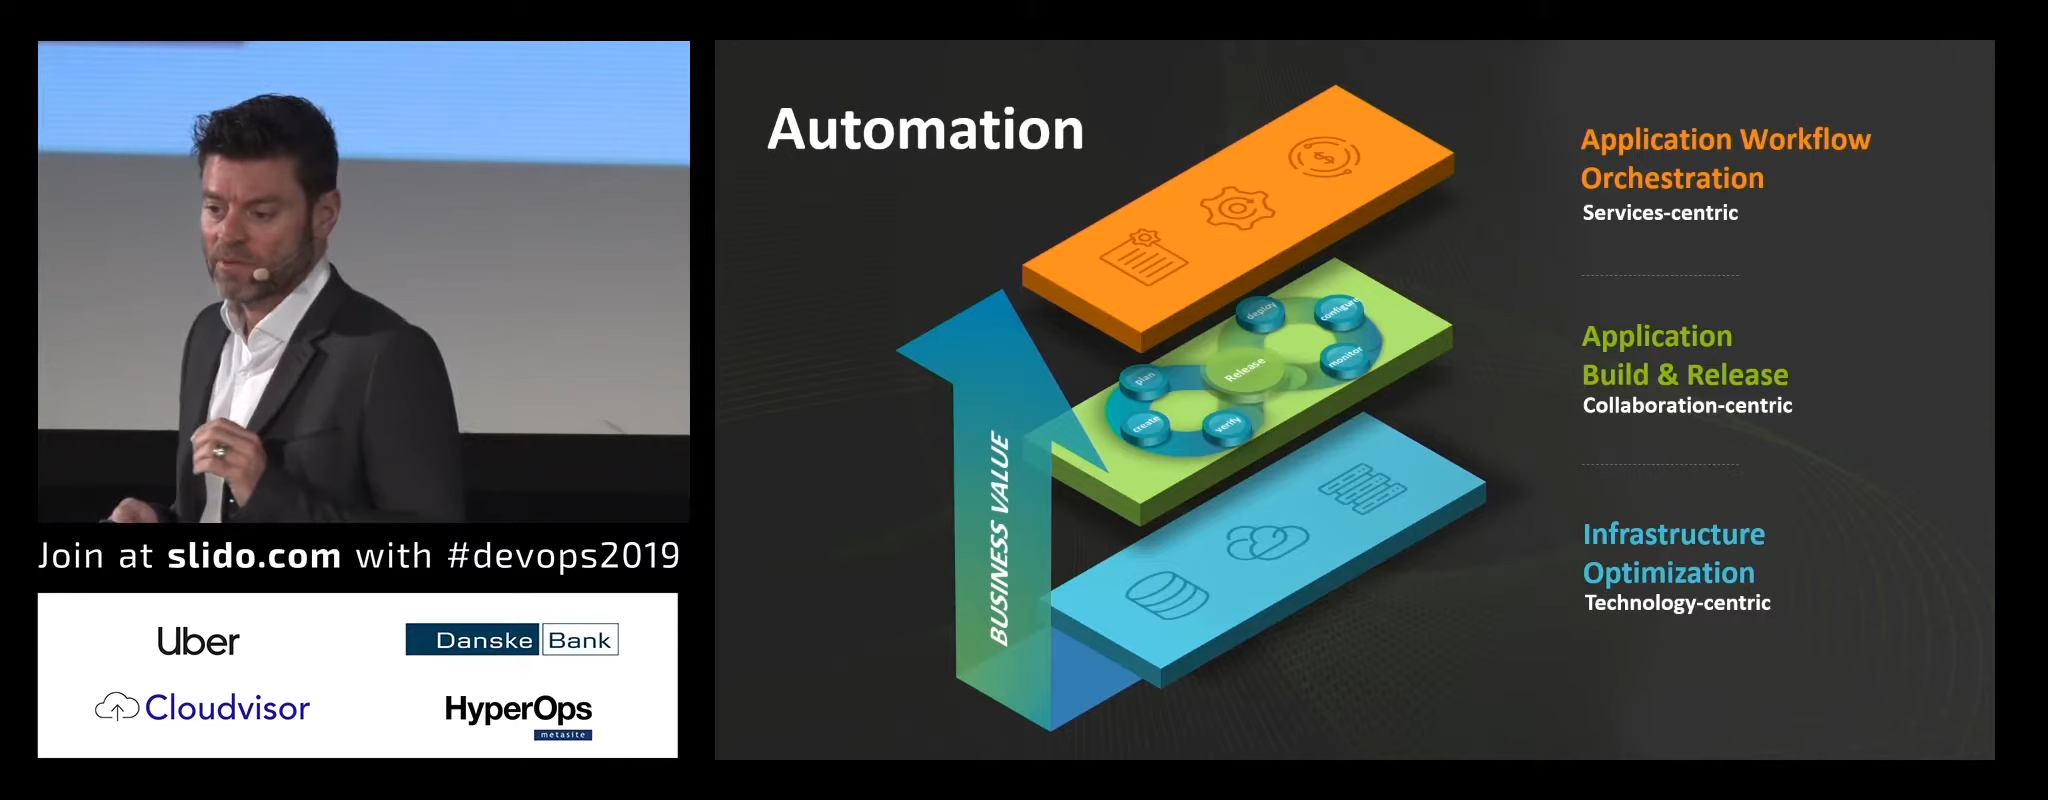 Join at slido.com with #devops2019
Uber
Danske Bank
Cloudvisor
HyperOps
metasite
Automation
BUSINESS VALUE
deploy
configure
monitor
Release
plan
create
verify
Application Workflow
Orchestration
Services-centric
Application
Build & Release
Collaboration-centric
Infrastructure
Optimization
Technology-centric